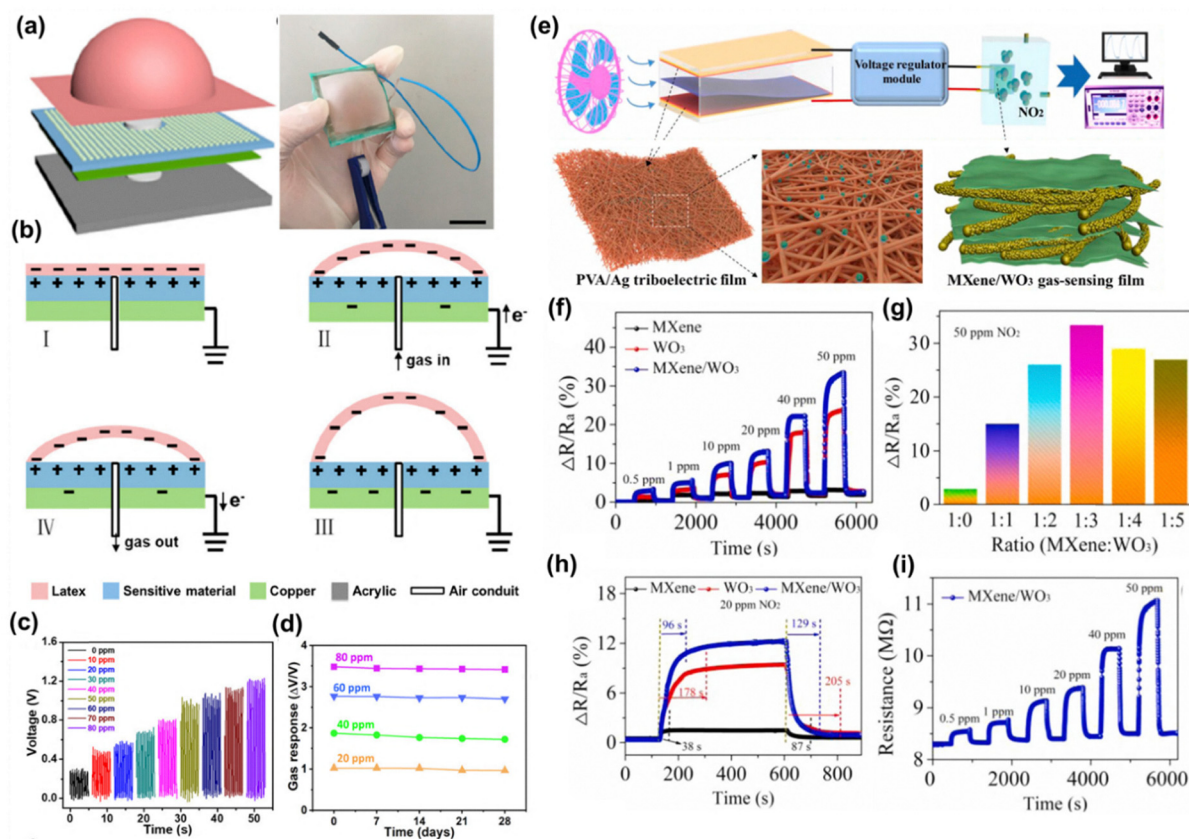 (a)
(b)
I
II
gas in
e-
IV
gas out
e-
III
Latex
Sensitive material
Copper
Acrylic
Air conduit
(c)
Voltage (V)
1.6
1.2
0.8
0.4
0.0
0 ppm
10 ppm
20 ppm
30 ppm
40 ppm
50 ppm
60 ppm
70 ppm
80 ppm
0 10 20 30 40 50
Time (s)
(d)
Gas response (ΔV/V)
4
3
2
1
0
80 ppm
60 ppm
40 ppm
20 ppm
0 7 14 21 28
Time (days)
(e)
Voltage regulator
module
NO₂
PVA/Ag triboelectric film
MXene/WO₃ gas-sensing film
(f)
ΔR/Rₐ (%)
45
30
15
0
MXene
WO₃
MXene/WO₃
0.5 ppm
1 ppm
10 ppm
20 ppm
40 ppm
50 ppm
0 2000 4000 6000
Time (s)
(g)
50 ppm NO₂
ΔR/Rₐ (%)
40
30
20
10
0
1:0 1:1 1:2 1:3 1:4 1:5
Ratio (MXene:WO₃)
(h)
ΔR/Rₐ (%)
18
12
6
0
MXene WO₃ MXene/WO₃
20 ppm NO₂
96 s
129 s
178 s
205 s
38 s
87 s
0 200 400 600 800
Time (s)
(i)
Resistance (MΩ)
11
10
9
8
MXene/WO₃
0.5 ppm
1 ppm
10 ppm
20 ppm
40 ppm
50 ppm
0 2000 4000 6000
Time (s)